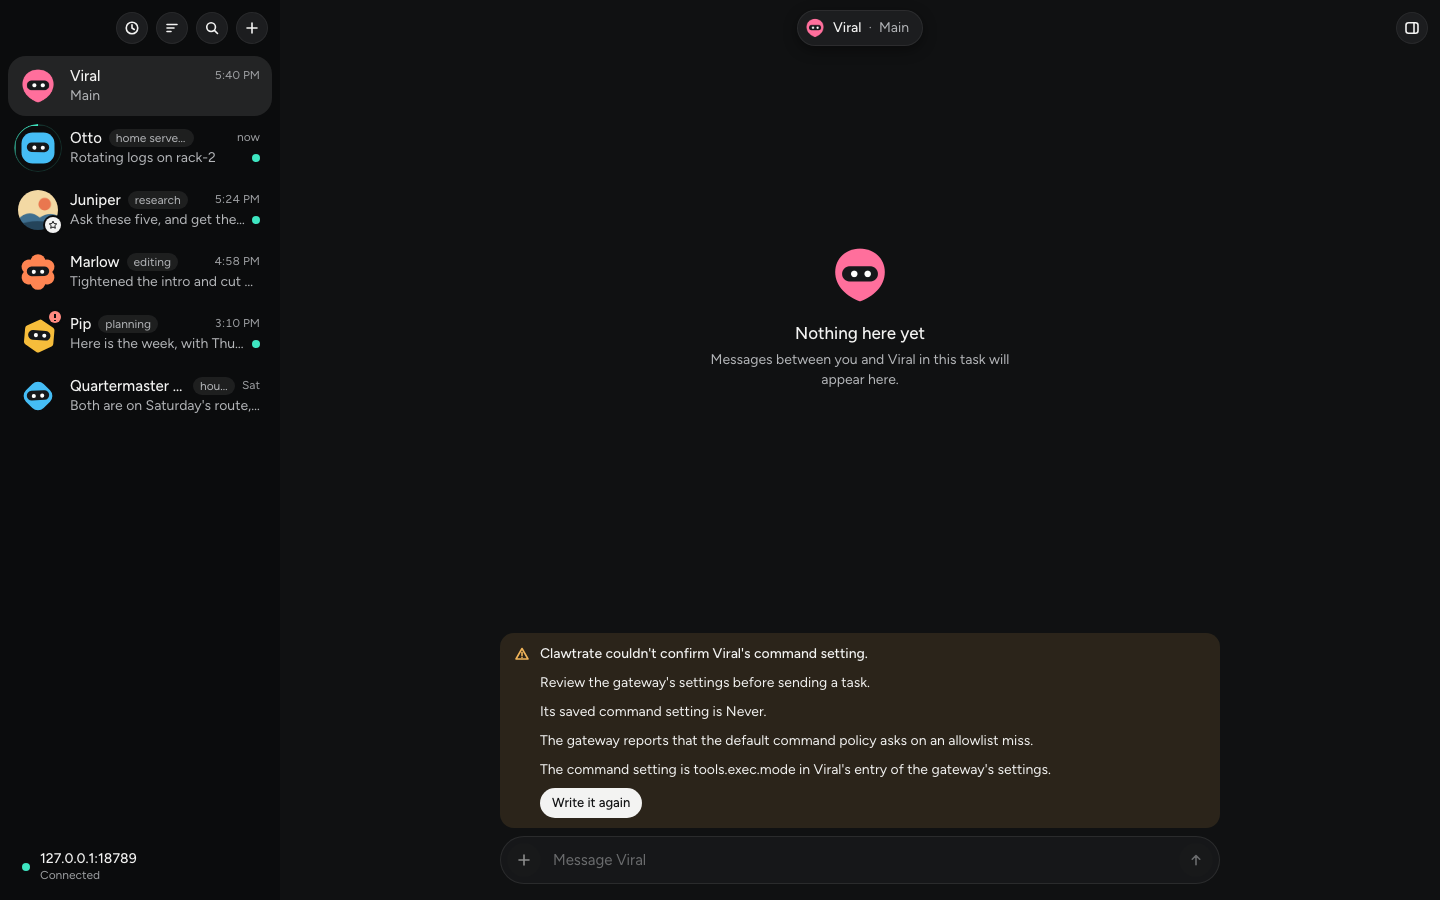 Viral 5:40 PM
Main
Otto home serve... now
Rotating logs on rack-2
Juniper research 5:24 PM
Ask these five, and get the...
Marlow editing 4:58 PM
Tightened the intro and cut ...
Pip planning 3:10 PM
Here is the week, with Thu...
Quartermaster ... hou... Sat
Both are on Saturday's route,...
127.0.0.1:18789
Connected
Viral · Main
Nothing here yet
Messages between you and Viral in this task will
appear here.
Clawtrate couldn't confirm Viral's command setting.
Review the gateway's settings before sending a task.
Its saved command setting is Never.
The gateway reports that the default command policy asks on an allowlist miss.
The command setting is tools.exec.mode in Viral's entry of the gateway's settings.
Write it again
Message Viral